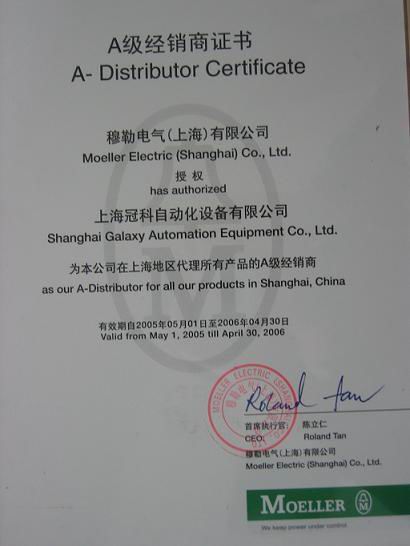 A级经销商证书
A- Distributor Certificate
穆勒电气(上海)有限公司
Moeller Electric (Shanghai) Co., Ltd.
授 权
has authorized
上海冠科自动化设备有限公司
Shanghai Galaxy Automation Equipment Co., Ltd.
为本公司在上海地区代理所有产品的A级经销商
as our A-Distributor for all our products in Shanghai, China
有效期自2005年05月01日至2006年04月30日
Valid from May 1, 2005 till April 30, 2006
MOELLER ELECTRIC (SHANGHAI)
Roland Tan
首席执行官: 陈立仁
CEO: Roland Tan
穆勒电气(上海)有限公司
Moeller Electric (Shanghai) Co., Ltd.
MOELLER
We keep power under control.